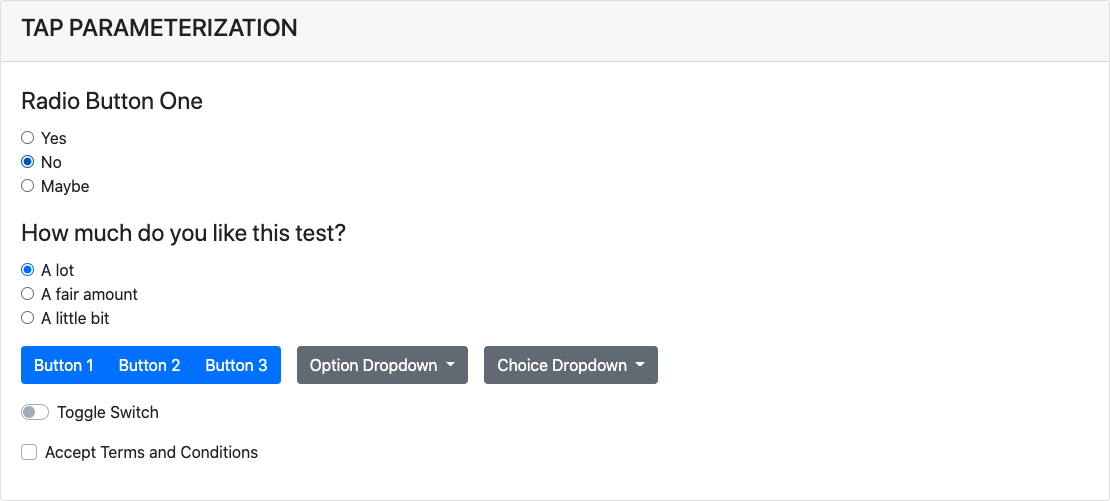 TAP PARAMETERIZATION
Radio Button One
Yes
No
Maybe
How much do you like this test?
A lot
A fair amount
A little bit
Button 1 Button 2 Button 3 Option Dropdown Choice Dropdown
Toggle Switch
Accept Terms and Conditions